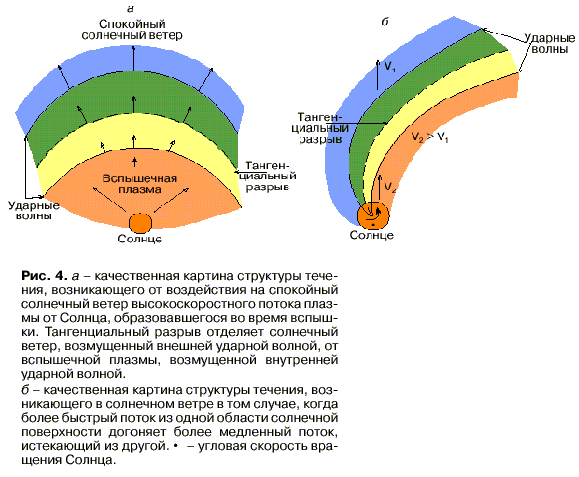 а
Спокойный
солнечный ветер
Вспышечная
плазма
Танген-
циальный
разрыв
Ударные
волны
Солнце
б
Ударные
волны
V1
Танген-
циальный
разрыв
V2 > V1
V2
Солнце
Рис. 4. а – качественная картина структуры тече-
ния, возникающего от воздействия на спокойный
солнечный ветер высокоскоростного потока плаз-
мы от Солнца, образовавшегося во время вспыш-
ки. Тангенциальный разрыв отделяет солнечный
ветер, возмущенный внешней ударной волной, от
вспышечной плазмы, возмущенной внутренней
ударной волной.
б – качественная картина структуры течения, воз-
никающего в солнечном ветре в том случае, когда
более быстрый поток из одной области солнечной
поверхности догоняет более медленный поток,
истекающий из другой. • – угловая скорость вра-
щения Солнца.